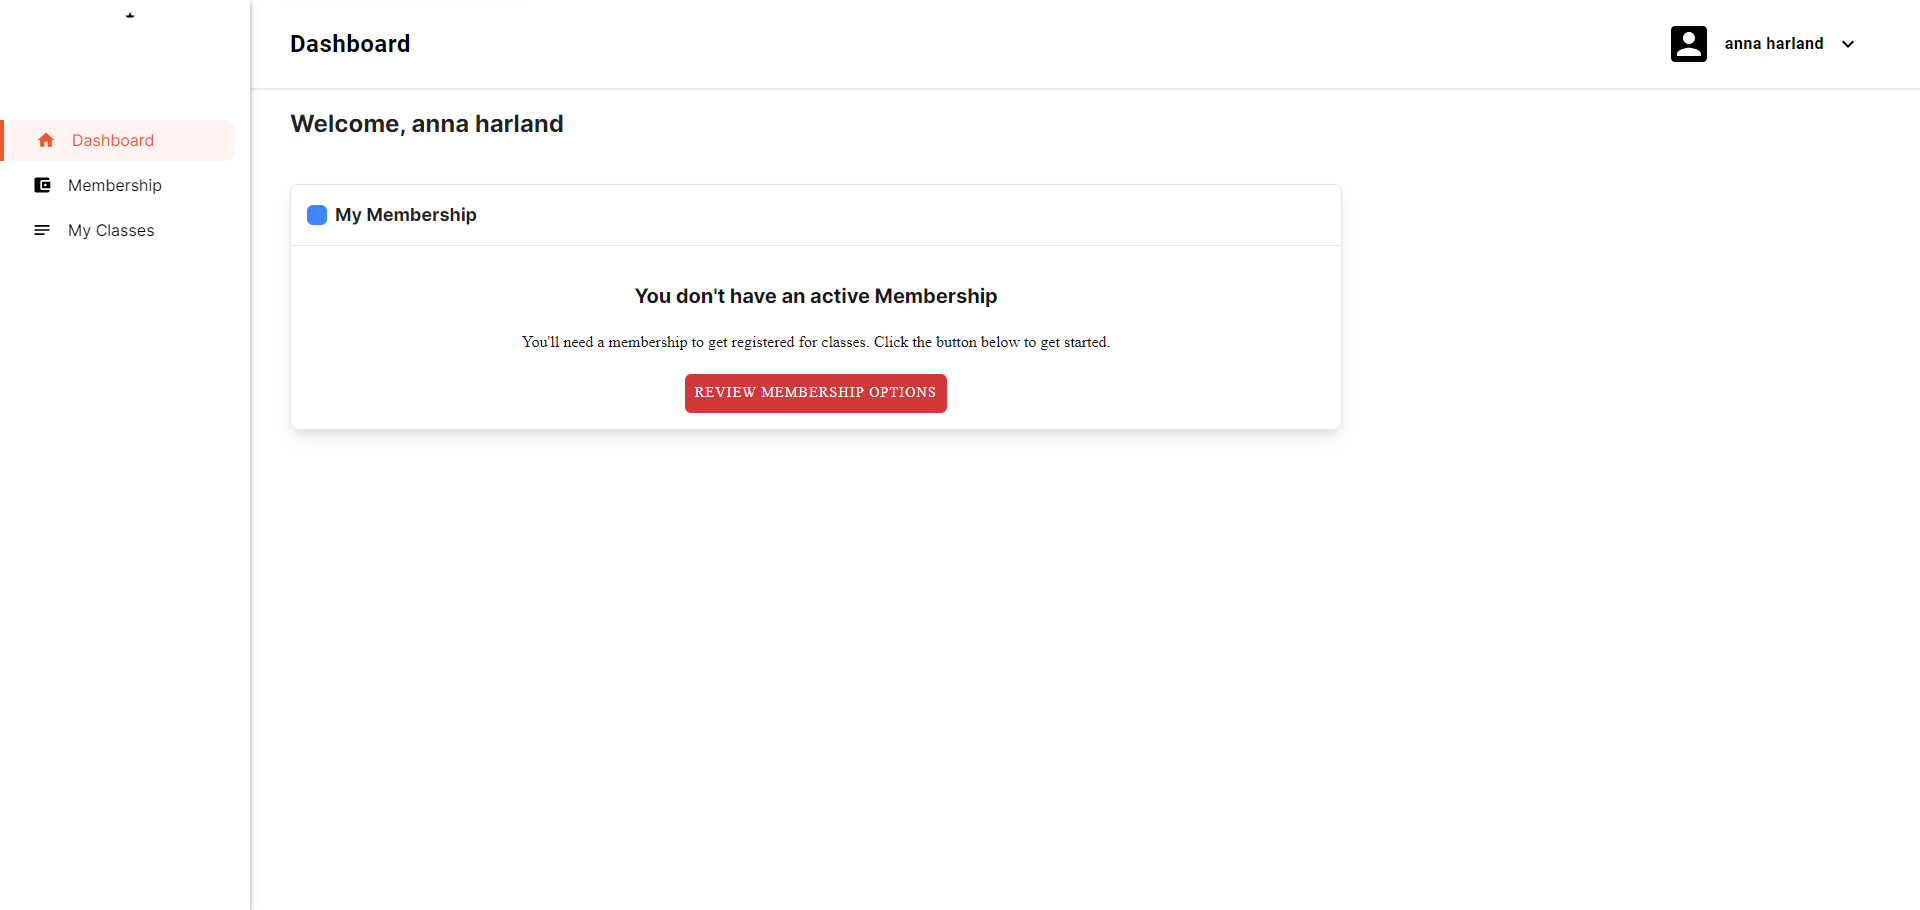 Dashboard
anna harland
Dashboard
Membership
My Classes
Welcome, anna harland
My Membership
You don't have an active Membership
You'll need a membership to get registered for classes. Click the button below to get started.
REVIEW MEMBERSHIP OPTIONS